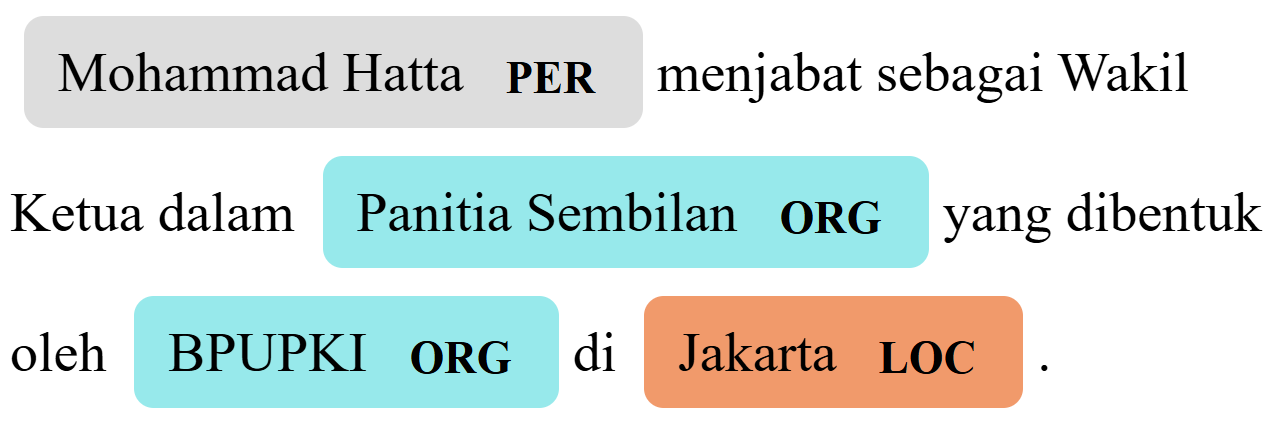 Mohammad Hatta PER menjabat sebagai Wakil
Ketua dalam Panitia Sembilan ORG yang dibentuk
oleh BPUPKI ORG di Jakarta LOC .